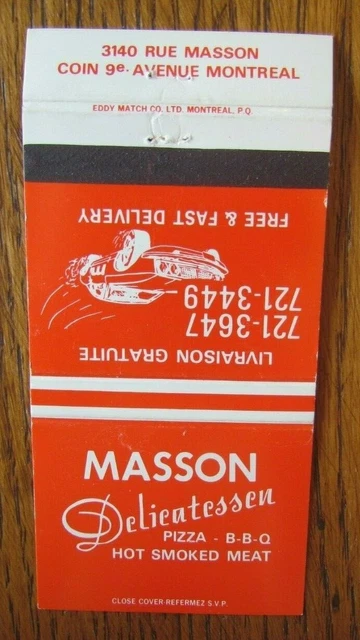 3140 RUE MASSON
COIN 9e. AVENUE MONTREAL
EDDY MATCH CO. LTD. MONTREAL, P.Q.
LIVRAISON GRATUITE
721-3647
721-3449
FREE & FAST DELIVERY
MASSON
Delicatessen
PIZZA - B-B-Q
HOT SMOKED MEAT
CLOSE COVER-REFERMEZ S.V.P.